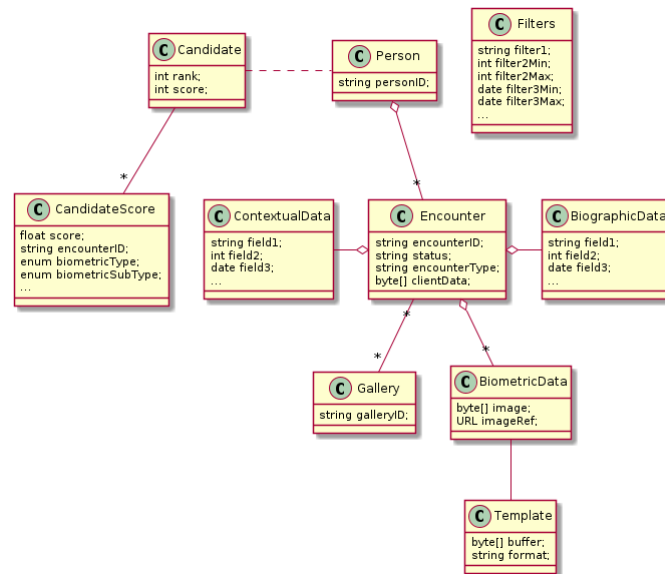 C Candidate
int rank;
int score;
C Person
string personID;
C Filters
string filter1;
int filter2Min;
int filter2Max;
date filter3Min;
date filter3Max;
...
*
*
C CandidateScore
float score;
string encounterID;
enum biometricType;
enum biometricSubType;
...
C ContextualData
string field1;
int field2;
date field3;
...
C Encounter
string encounterID;
string status;
string encounterType;
byte[] clientData;
C BiographicData
string field1;
int field2;
date field3;
...
*
*
*
C Gallery
string galleryID;
C BiometricData
byte[] image;
URL imageRef;
C Template
byte[] buffer;
string format;